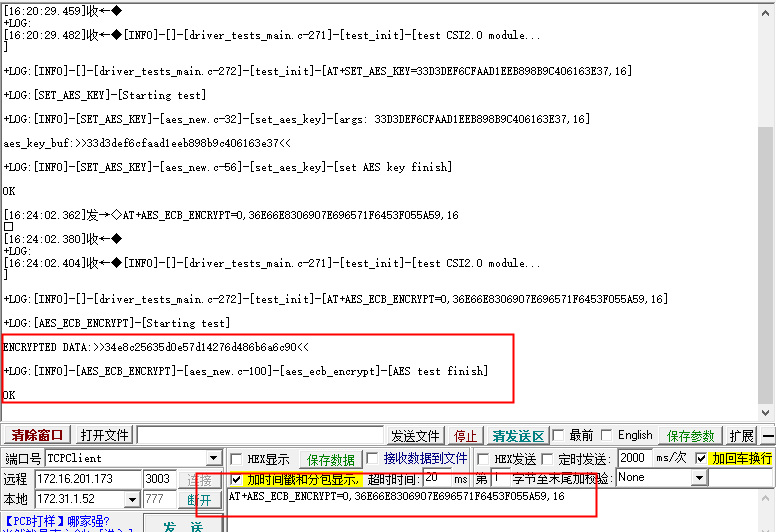 [16:20:29.459]收←◆
+LOG:
[16:20:29.482]收←◆[INFO]-[]-[driver_tests_main.c-271]-[test_init]-[test CSI2.0 module...
]
+LOG:[INFO]-[]-[driver_tests_main.c-272]-[test_init]-[AT+SET_AES_KEY=33D3DEF6CFAAD1EEB898B9C406163E37,16]
+LOG:[SET_AES_KEY]-[Starting test]
+LOG:[INFO]-[SET_AES_KEY]-[aes_new.c-32]-[set_aes_key]-[args: 33D3DEF6CFAAD1EEB898B9C406163E37,16]
aes_key_buf:>>33d3def6cfaad1eeb898b9c406163e37<<
+LOG:[INFO]-[SET_AES_KEY]-[aes_new.c-56]-[set_aes_key]-[set AES key finish]
OK
[16:24:02.362]发→◇AT+AES_ECB_ENCRYPT=0,36E66E8306907E696571F6453F055A59,16
□
[16:24:02.380]收←◆
+LOG:
[16:24:02.404]收←◆[INFO]-[]-[driver_tests_main.c-271]-[test_init]-[test CSI2.0 module...
]
+LOG:[INFO]-[]-[driver_tests_main.c-272]-[test_init]-[AT+AES_ECB_ENCRYPT=0,36E66E8306907E696571F6453F055A59,16]
+LOG:[AES_ECB_ENCRYPT]-[Starting test]
ENCRYPTED DATA:>>34e8c25635d0e57d14276d486b6a6c90<<
+LOG:[INFO]-[AES_ECB_ENCRYPT]-[aes_new.c-100]-[aes_ecb_encrypt]-[AES test finish]
OK
清除窗口 打开文件 发送文件 停止 清发送区 最前 English 保存参数 扩展 —
端口号 TCPClient HEX显示 保存数据 接收数据到文件 HEX发送 定时发送: 2000 ms/次 加回车换行
远程 172.16.201.173 3003 连接 加时间戳和分包显示, 超时时间: 20 ms 第 1 字节至末尾加校验: None
本地 172.31.1.52 777 断开 AT+AES_ECB_ENCRYPT=0,36E66E8306907E696571F6453F055A59,16
【PCB打样】哪家强? 发 送